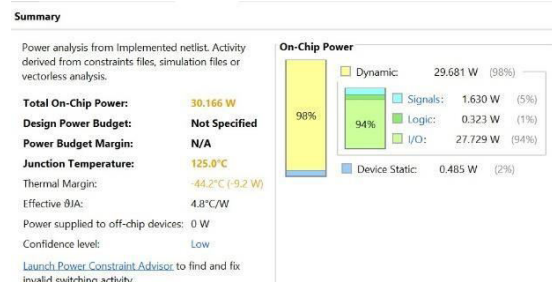 Summary
Power analysis from Implemented netlist. Activity
derived from constraints files, simulation files or
vectorless analysis.
Total On-Chip Power: 30.166 W
Design Power Budget: Not Specified
Power Budget Margin: N/A
Junction Temperature: 125.0°C
Thermal Margin: -44.2°C (-9.2 W)
Effective θJA: 4.8°C/W
Power supplied to off-chip devices: 0 W
Confidence level: Low
Launch Power Constraint Advisor to find and fix
invalid switching activity
On-Chip Power
98%
94%
Dynamic: 29.681 W (98%)
Signals: 1.630 W (5%)
Logic: 0.323 W (1%)
I/O: 27.729 W (94%)
Device Static: 0.485 W (2%)